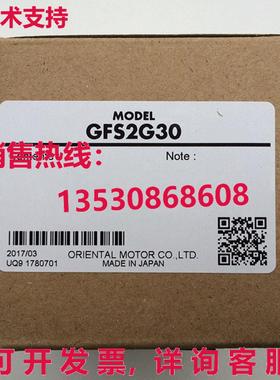 技术支持
MODEL
GFS2G30
Note :
销售热线:
13530868608
2017/03
UQ9 1780701
ORIENTAL MOTOR CO.,LTD.
MADE IN JAPAN
可开发票, 详询客服